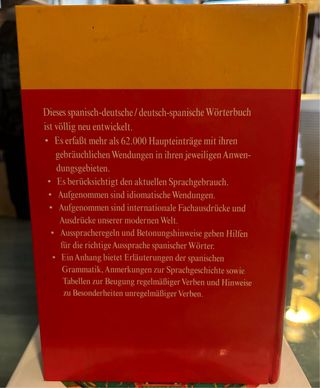 Dieses spanisch-deutsche / deutsch-spanische Wörterbuch
ist völlig neu entwickelt.
• Es erfaßt mehr als 62.000 Haupteinträge mit ihren
gebräuchlichen Wendungen in ihren jeweiligen Anwen-
dungsgebieten.
• Es berücksichtigt den aktuellen Sprachgebrauch.
• Aufgenommen sind idiomatische Wendungen.
• Aufgenommen sind internationale Fachausdrücke und
Ausdrücke unserer modernen Welt.
• Ausspracheregeln und Betonungshinweise geben Hilfen
für die richtige Aussprache spanischer Wörter.
• Ein Anhang bietet Erläuterungen der spanischen
Grammatik, Anmerkungen zur Sprachgeschichte sowie
Tabellen zur Beugung regelmäßiger Verben und Hinweise
zu Besonderheiten unregelmäßiger Verben.